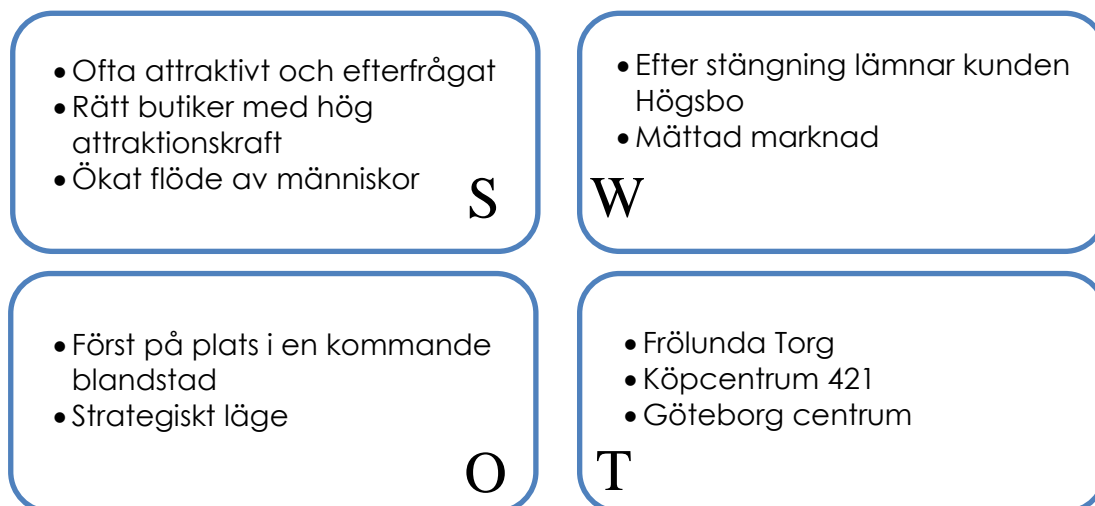 • Ofta attraktivt och efterfrågat
• Rätt butiker med hög
attraktionskraft
• Ökat flöde av människor
S
• Efter stängning lämnar kunden
Högsbo
• Mättad marknad
W
• Först på plats i en kommande
blandstad
• Strategiskt läge
O
• Frölunda Torg
• Köpcentrum 421
• Göteborg centrum
T